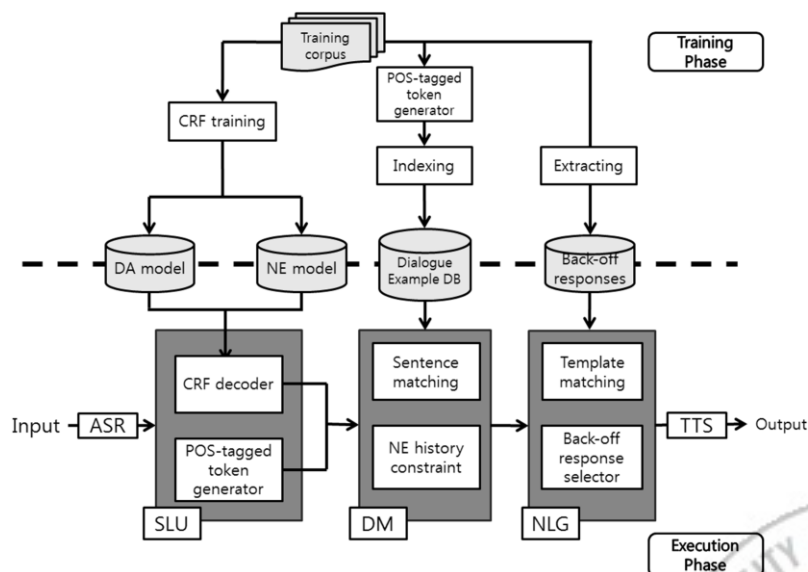 Training
corpus
Training
Phase
POS-tagged
token
generator
CRF training
Indexing
Extracting
DA model
NE model
Dialogue
Example DB
Back-off
responses
CRF decoder
Sentence
matching
Template
matching
Input
ASR
TTS
Output
POS-tagged
token
generator
NE history
constraint
Back-off
response
selector
SLU
DM
NLG
Execution
Phase